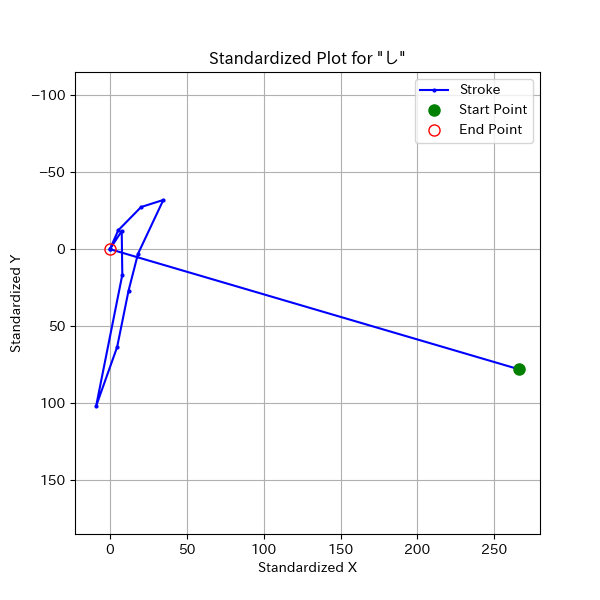 Standardized Plot for "し"
Stroke
Start Point
End Point
−100
−50
0
50
100
150
Standardized Y
0
50
100
150
200
250
Standardized X